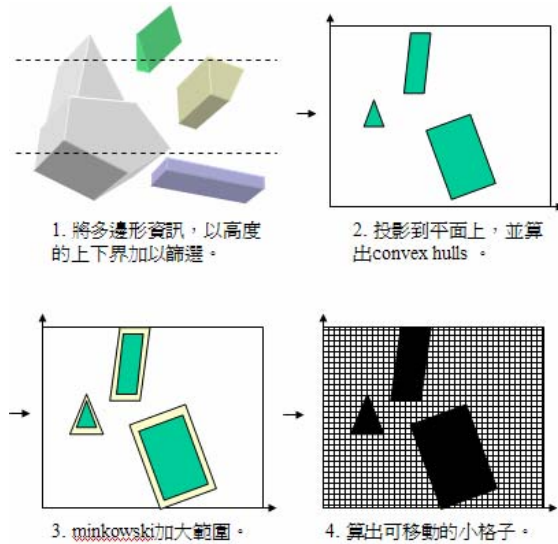 1. 將多邊形資訊，以高度
的上下界加以篩選。
2. 投影到平面上，並算
出convex hulls 。
3. minkowski加大範圍。
4. 算出可移動的小格子。